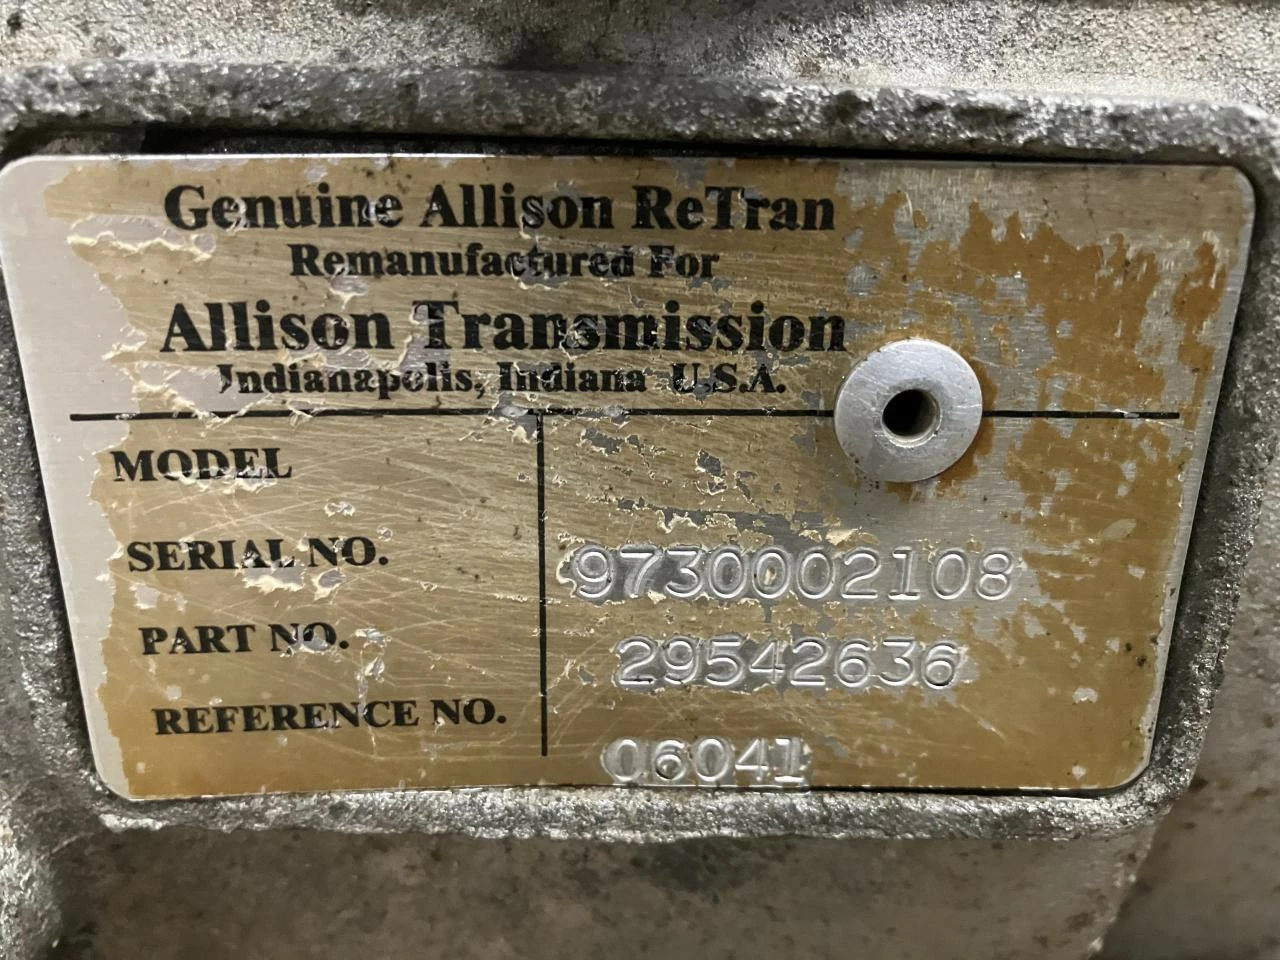 Genuine Allison ReTran
Remanufactured For
Allison Transmission
Indianapolis, Indiana U.S.A.
MODEL
SERIAL NO. 9730002108
PART NO. 29542636
REFERENCE NO. 06041